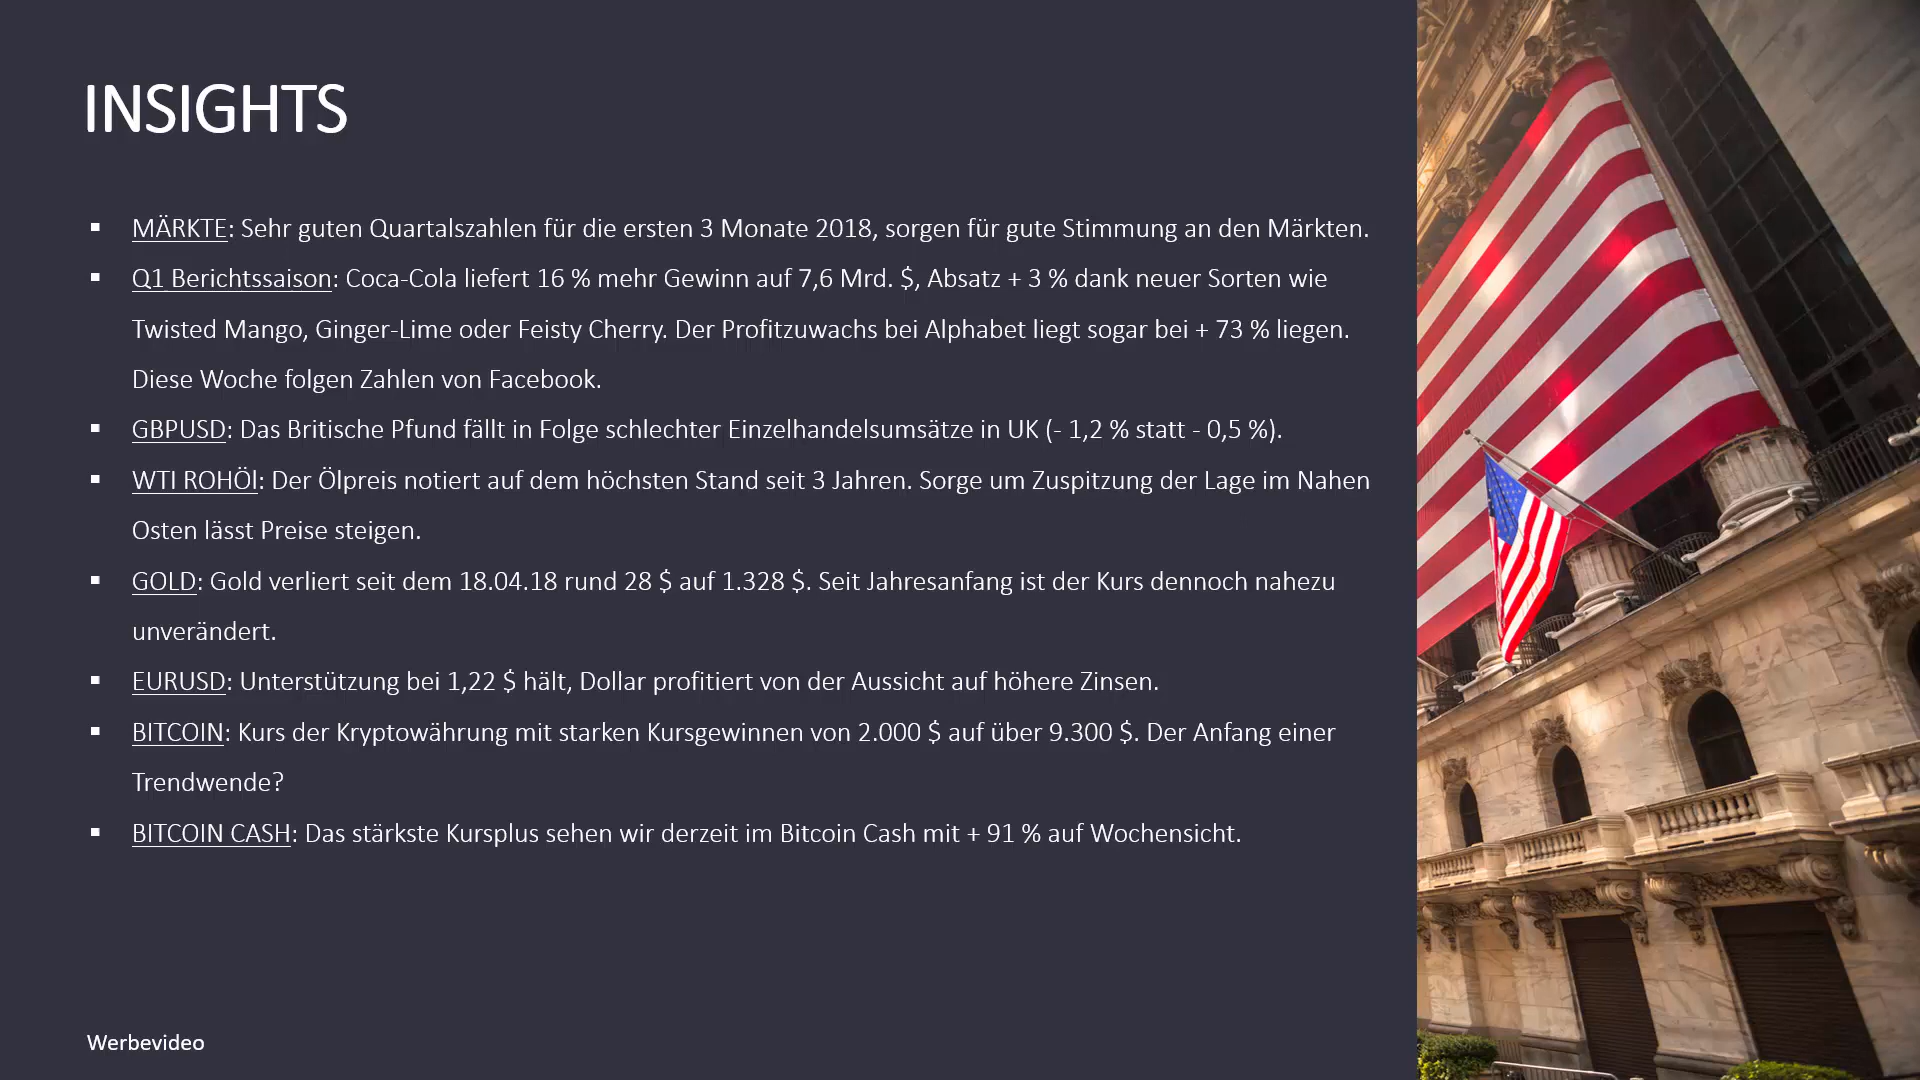 INSIGHTS
▪ MÄRKTE: Sehr guten Quartalszahlen für die ersten 3 Monate 2018, sorgen für gute Stimmung an den Märkten.
▪ Q1 Berichtssaison: Coca-Cola liefert 16 % mehr Gewinn auf 7,6 Mrd. $, Absatz + 3 % dank neuer Sorten wie
Twisted Mango, Ginger-Lime oder Feisty Cherry. Der Profitzuwachs bei Alphabet liegt sogar bei + 73 % liegen.
Diese Woche folgen Zahlen von Facebook.
▪ GBPUSD: Das Britische Pfund fällt in Folge schlechter Einzelhandelsumsätze in UK (- 1,2 % statt - 0,5 %).
▪ WTI ROHÖl: Der Ölpreis notiert auf dem höchsten Stand seit 3 Jahren. Sorge um Zuspitzung der Lage im Nahen
Osten lässt Preise steigen.
▪ GOLD: Gold verliert seit dem 18.04.18 rund 28 $ auf 1.328 $. Seit Jahresanfang ist der Kurs dennoch nahezu
unverändert.
▪ EURUSD: Unterstützung bei 1,22 $ hält, Dollar profitiert von der Aussicht auf höhere Zinsen.
▪ BITCOIN: Kurs der Kryptowährung mit starken Kursgewinnen von 2.000 $ auf über 9.300 $. Der Anfang einer
Trendwende?
▪ BITCOIN CASH: Das stärkste Kursplus sehen wir derzeit im Bitcoin Cash mit + 91 % auf Wochensicht.
Werbevideo